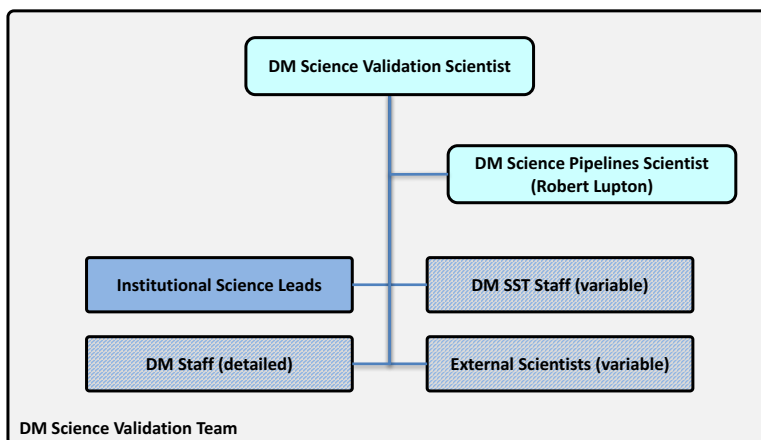 DM Science Validation Scientist
DM Science Pipelines Scientist
(Robert Lupton)
Institutional Science Leads
DM SST Staff (variable)
DM Staff (detailed)
External Scientists (variable)
DM Science Validation Team